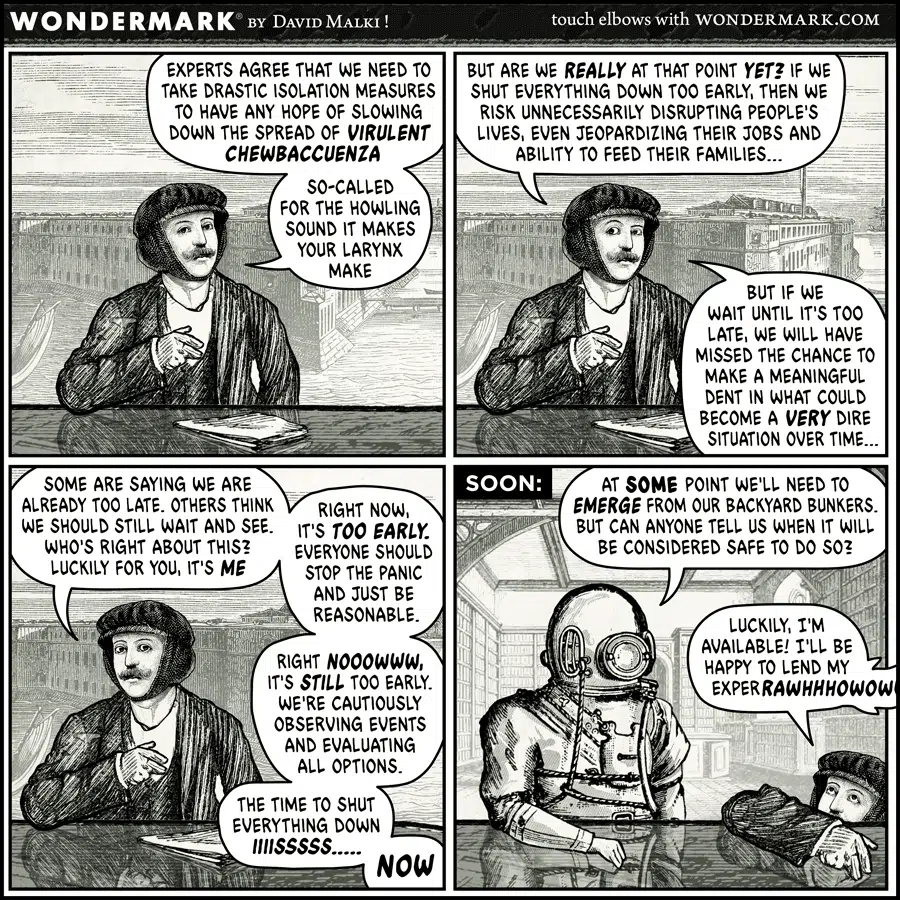 WONDERMARK® BY DAVID MALKI !
touch elbows with WONDERMARK.COM
EXPERTS AGREE THAT WE NEED TO
TAKE DRASTIC ISOLATION MEASURES
TO HAVE ANY HOPE OF SLOWING
DOWN THE SPREAD OF VIRULENT
CHEWBACCUENZA
SO-CALLED
FOR THE HOWLING
SOUND IT MAKES
YOUR LARYNX
MAKE
BUT ARE WE REALLY AT THAT POINT YET? IF WE
SHUT EVERYTHING DOWN TOO EARLY, THEN WE
RISK UNNECESSARILY DISRUPTING PEOPLE'S
LIVES, EVEN JEOPARDIZING THEIR JOBS AND
ABILITY TO FEED THEIR FAMILIES...
BUT IF WE
WAIT UNTIL IT'S TOO
LATE, WE WILL HAVE
MISSED THE CHANCE TO
MAKE A MEANINGFUL
DENT IN WHAT COULD
BECOME A VERY DIRE
SITUATION OVER TIME...
SOME ARE SAYING WE ARE
ALREADY TOO LATE. OTHERS THINK
WE SHOULD STILL WAIT AND SEE.
WHO'S RIGHT ABOUT THIS?
LUCKILY FOR YOU, IT'S ME
RIGHT NOW,
IT'S TOO EARLY.
EVERYONE SHOULD
STOP THE PANIC
AND JUST BE
REASONABLE.
RIGHT NOOOWWW,
IT'S STILL TOO EARLY.
WE'RE CAUTIOUSLY
OBSERVING EVENTS
AND EVALUATING
ALL OPTIONS.
THE TIME TO SHUT
EVERYTHING DOWN
IIIISSSSS.....
NOW
SOON:
AT SOME POINT WE'LL NEED TO
EMERGE FROM OUR BACKYARD BUNKERS.
BUT CAN ANYONE TELL US WHEN IT WILL
BE CONSIDERED SAFE TO DO SO?
LUCKILY, I'M
AVAILABLE! I'LL BE
HAPPY TO LEND MY
EXPERRAWHHHOWOWU